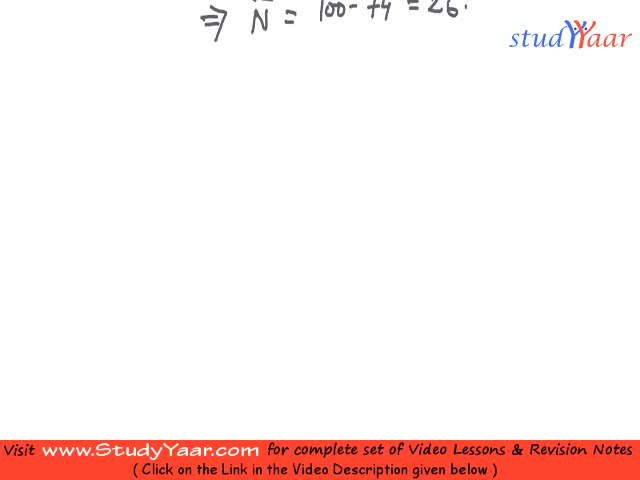 ⇒ N = 100 - 74 = 26.
studYYaar
Visit www.StudyYaar.com for complete set of Video Lessons & Revision Notes
( Click on the Link in the Video Description given below )